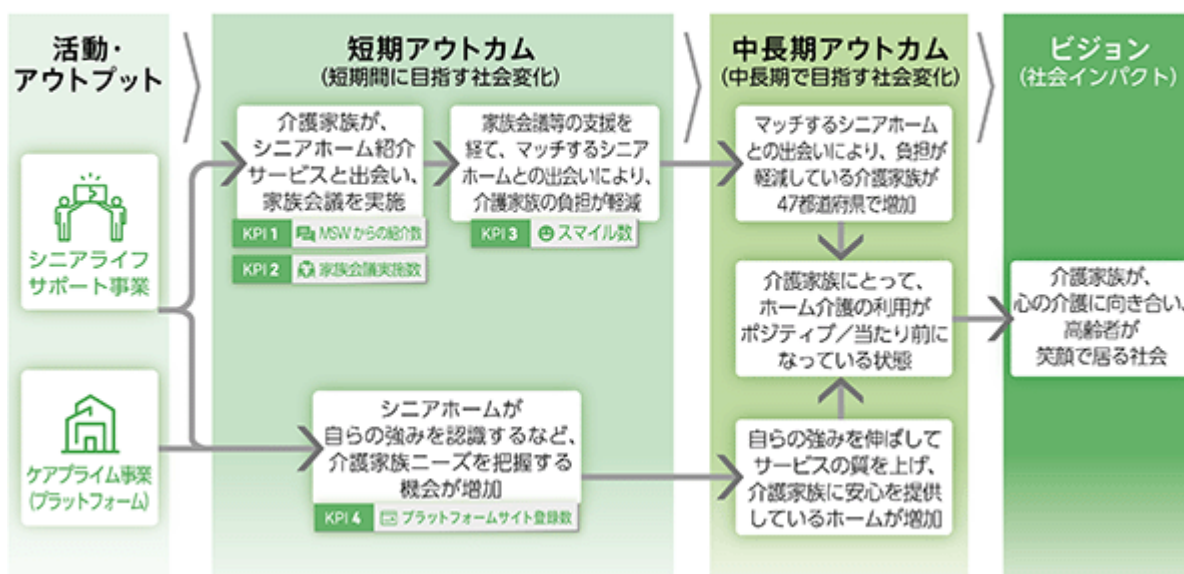 活動・
アウトプット
シニアライフ
サポート事業
ケアプライム事業
(プラットフォーム)
短期アウトカム
(短期間に目指す社会変化)
介護家族が、
シニアホーム紹介
サービスと出会い、
家族会議を実施
KPI 1 MSWからの紹介数
KPI 2 家族会議実施数
家族会議等の支援を
経て、マッチするシニア
ホームとの出会いにより、
介護家族の負担が軽減
KPI 3 スマイル数
シニアホームが
自らの強みを認識するなど、
介護家族ニーズを把握する
機会が増加
KPI 4 プラットフォームサイト登録数
中長期アウトカム
(中長期で目指す社会変化)
マッチするシニアホーム
との出会いにより、負担が
軽減している介護家族が
47都道府県で増加
介護家族にとって、
ホーム介護の利用が
ポジティブ／当たり前に
なっている状態
自らの強みを伸ばして
サービスの質を上げ、
介護家族に安心を提供
しているホームが増加
ビジョン
(社会インパクト)
介護家族が、
心の介護に向き合い、
高齢者が
笑顔で居る社会